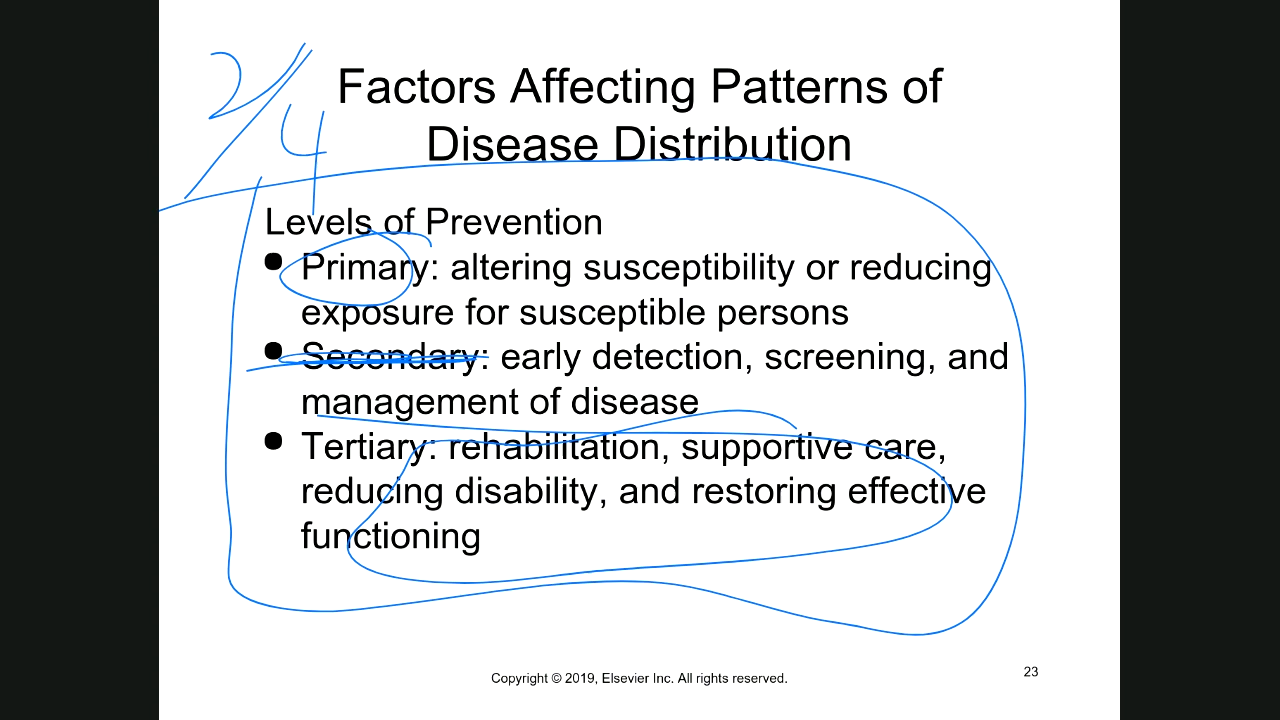 2/4
Factors Affecting Patterns of
Disease Distribution
Levels of Prevention
● Primary: altering susceptibility or reducing
exposure for susceptible persons
● Secondary: early detection, screening, and
management of disease
● Tertiary: rehabilitation, supportive care,
reducing disability, and restoring effective
functioning
Copyright © 2019, Elsevier Inc. All rights reserved.
23